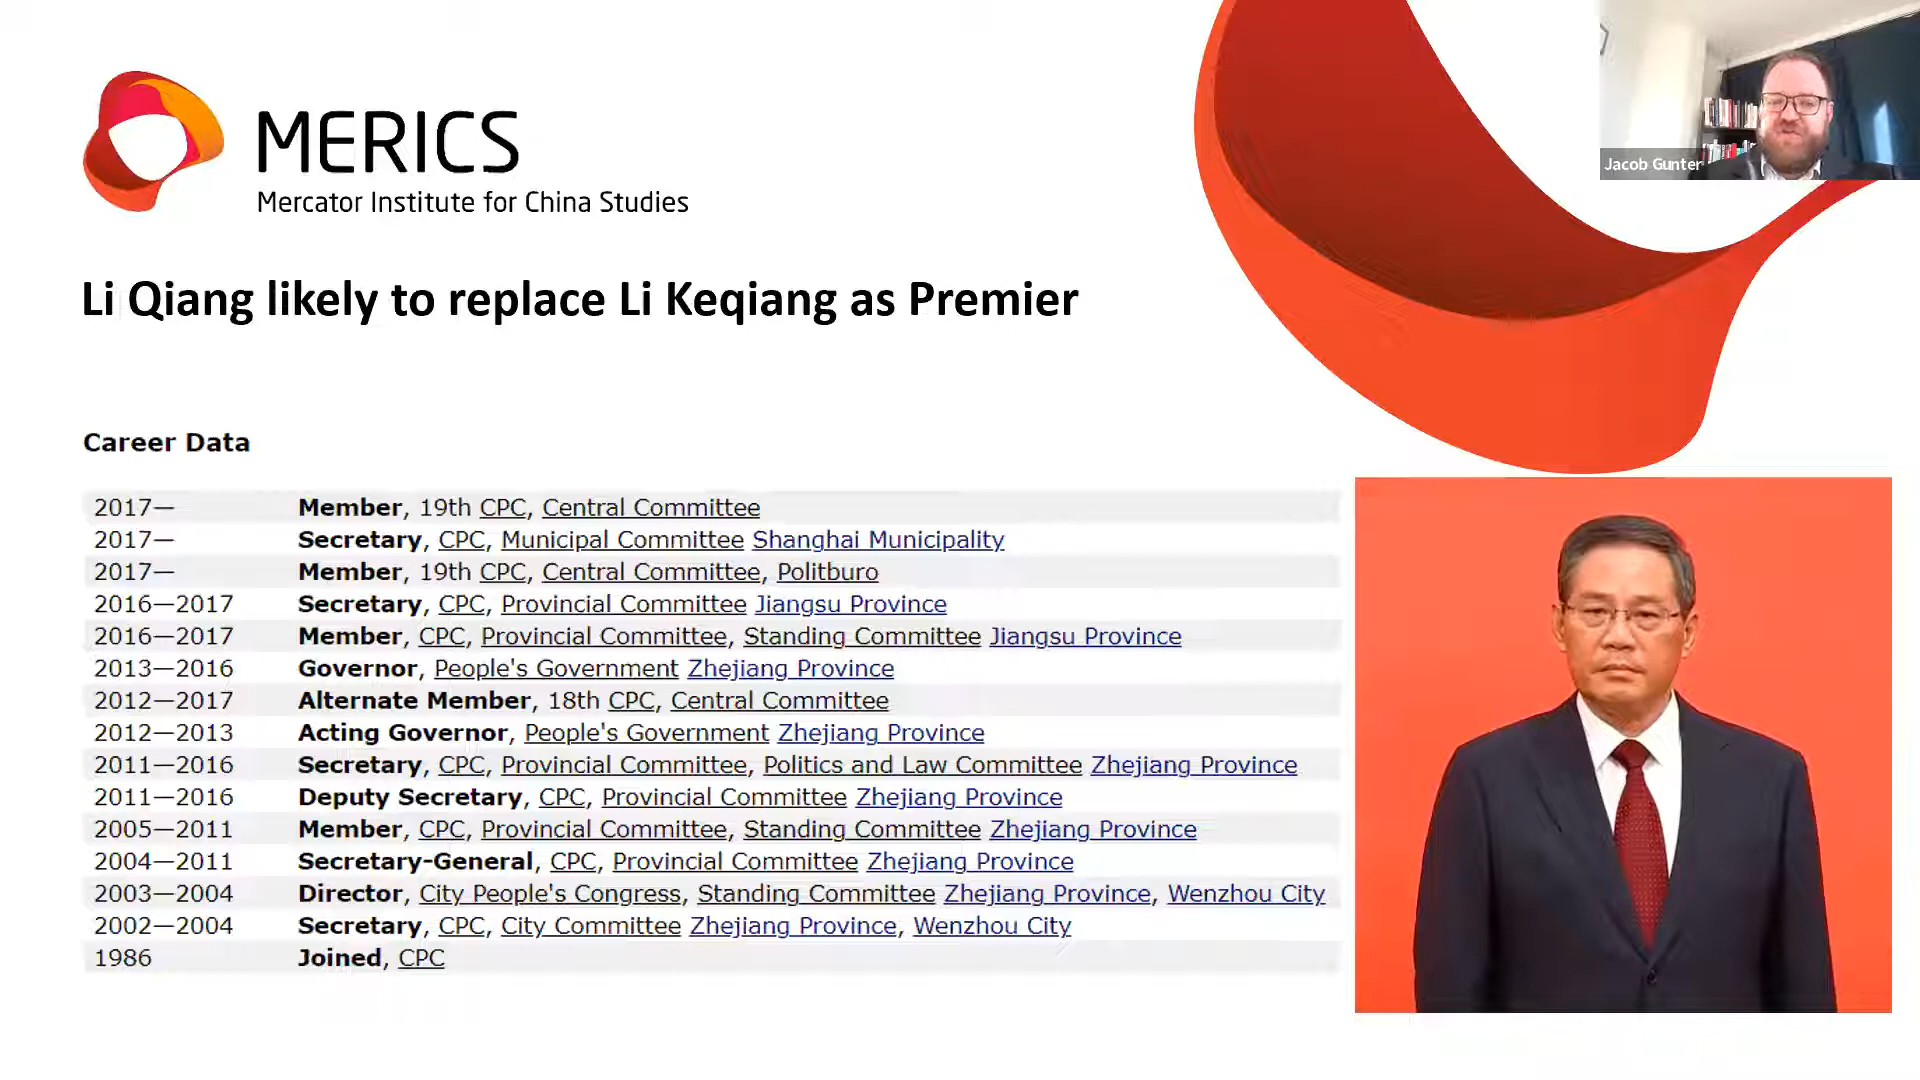 MERICS
Mercator Institute for China Studies
Jacob Gunter
Li Qiang likely to replace Li Keqiang as Premier
Career Data
2017— Member, 19th CPC, Central Committee
2017— Secretary, CPC, Municipal Committee Shanghai Municipality
2017— Member, 19th CPC, Central Committee, Politburo
2016—2017 Secretary, CPC, Provincial Committee Jiangsu Province
2016—2017 Member, CPC, Provincial Committee, Standing Committee Jiangsu Province
2013—2016 Governor, People's Government Zhejiang Province
2012—2017 Alternate Member, 18th CPC, Central Committee
2012—2013 Acting Governor, People's Government Zhejiang Province
2011—2016 Secretary, CPC, Provincial Committee, Politics and Law Committee Zhejiang Province
2011—2016 Deputy Secretary, CPC, Provincial Committee Zhejiang Province
2005—2011 Member, CPC, Provincial Committee, Standing Committee Zhejiang Province
2004—2011 Secretary-General, CPC, Provincial Committee Zhejiang Province
2003—2004 Director, City People's Congress, Standing Committee Zhejiang Province, Wenzhou City
2002—2004 Secretary, CPC, City Committee Zhejiang Province, Wenzhou City
1986 Joined, CPC